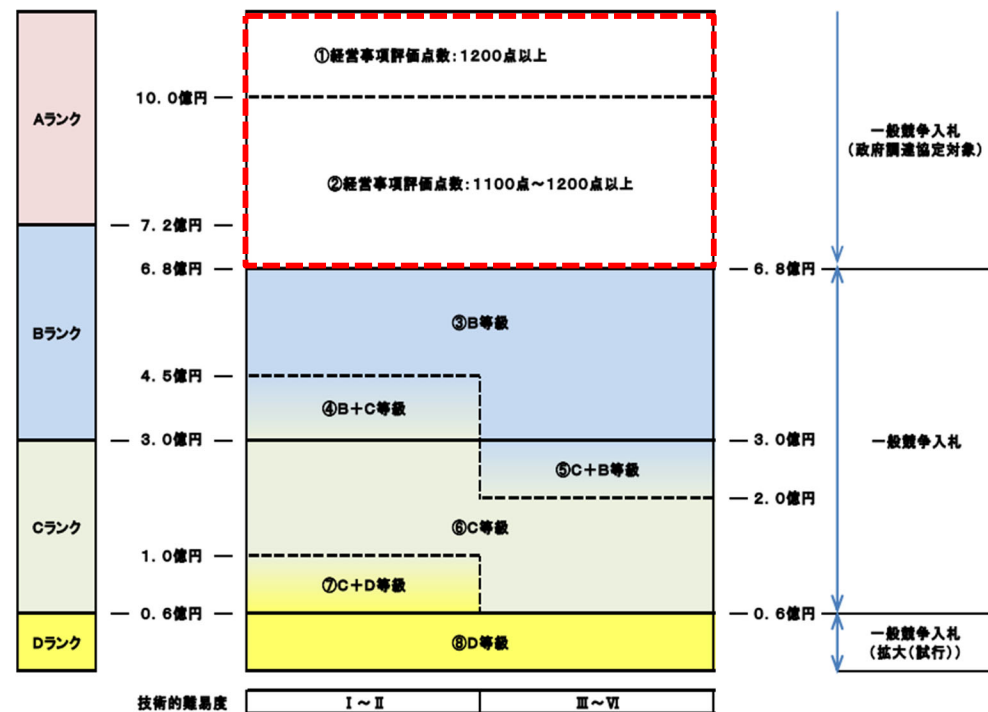 ①経営事項評価点数:1200点以上
10.0億円
Aランク
一般競争入札
(政府調達協定対象)
②経営事項評価点数:1100点~1200点以上
7.2億円
6.8億円
6.8億円
③B等級
Bランク
4.5億円
④B+C等級
3.0億円
3.0億円
一般競争入札
⑤C+B等級
2.0億円
Cランク
⑥C等級
1.0億円
⑦C+D等級
0.6億円
0.6億円
Dランク
⑧D等級
一般競争入札
(拡大(試行))
技術的難易度
Ⅰ~Ⅱ
Ⅲ~Ⅵ